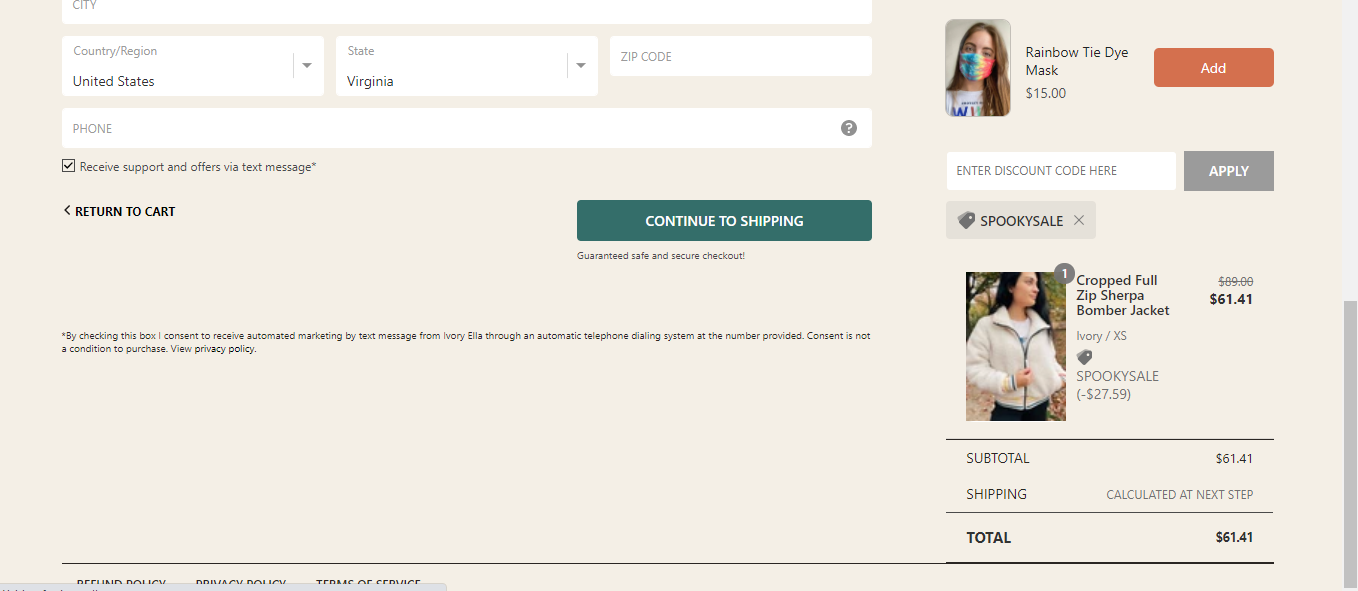 CITY
Country/Region
United States
State
Virginia
ZIP CODE
PHONE
?
Receive support and offers via text message*
RETURN TO CART
CONTINUE TO SHIPPING
Guaranteed safe and secure checkout!
*By checking this box I consent to receive automated marketing by text message from Ivory Ella through an automatic telephone dialing system at the number provided. Consent is not
a condition to purchase. View privacy policy.
REFUND POLICY
PRIVACY POLICY
TERMS OF SERVICE
Rainbow Tie Dye
Mask
$15.00
Add
ENTER DISCOUNT CODE HERE
APPLY
SPOOKYSALE
1
Cropped Full
Zip Sherpa
Bomber Jacket
$89.00
$61.41
Ivory / XS
SPOOKYSALE
(-$27.59)
SUBTOTAL
$61.41
SHIPPING
CALCULATED AT NEXT STEP
TOTAL
$61.41